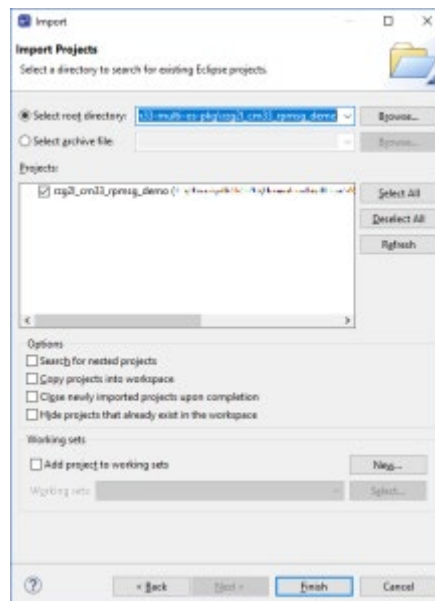 Import
Import Projects
Select a directory to search for existing Eclipse projects.
Select root directory:
Browse...
Select archive file:
Browse...
Projects:
rzg2l_cm33_rpmsg_demo
Select All
Deselect All
Refresh
Options
Search for nested projects
Copy projects into workspace
Close newly imported projects upon completion
Hide projects that already exist in the workspace
Working sets
Add project to working sets
New...
Working sets:
Select...
< Back
Next >
Finish
Cancel